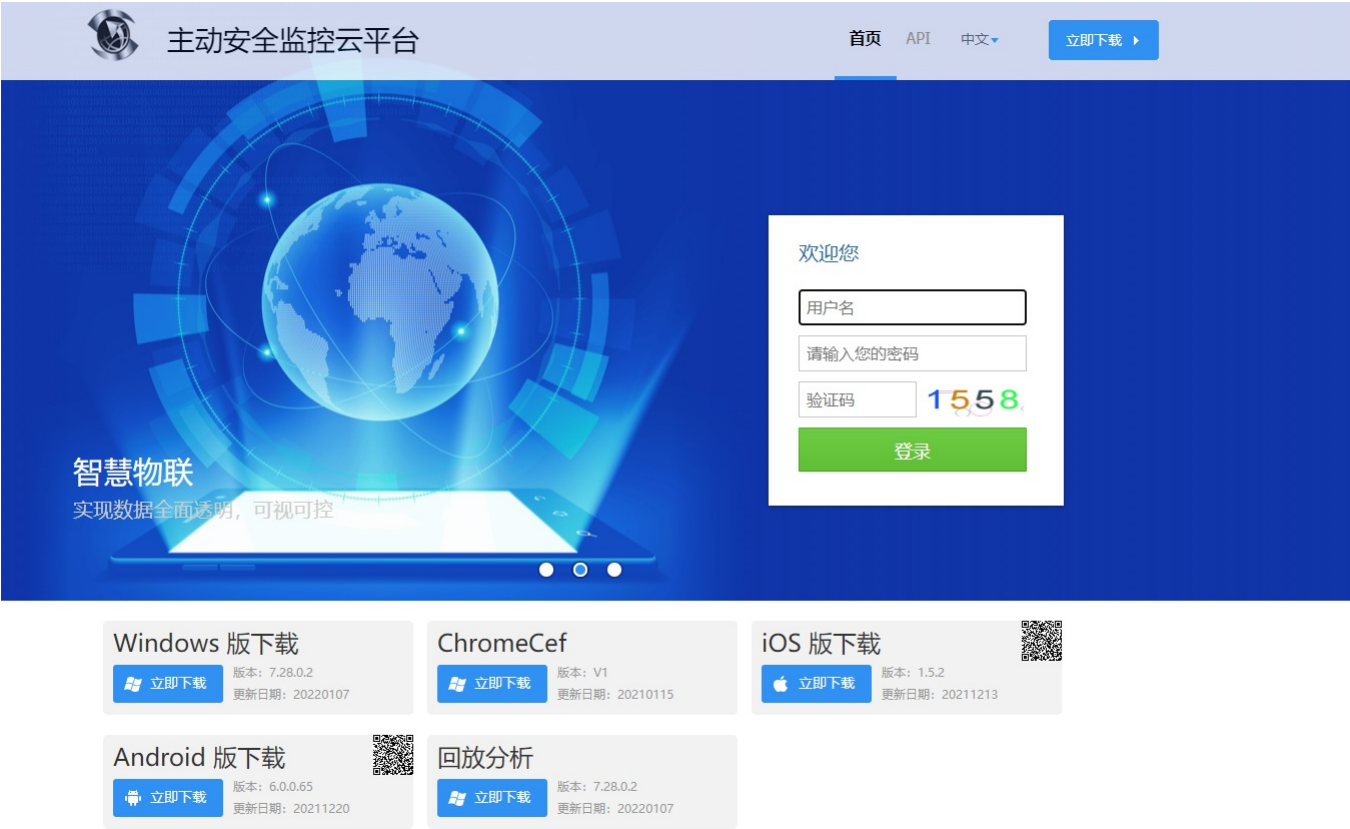 主动安全监控云平台
首页 API 中文 立即下载
欢迎您
用户名
请输入您的密码
验证码 1558
登录
智慧物联
实现数据全面透明，可视可控
Windows 版下载
立即下载
版本：7.28.0.2
更新日期：20220107
ChromeCef
立即下载
版本：V1
更新日期：20210115
iOS 版下载
立即下载
版本：1.5.2
更新日期：20211213
Android 版下载
立即下载
版本：6.0.0.65
更新日期：20211220
回放分析
立即下载
版本：7.28.0.2
更新日期：20220107